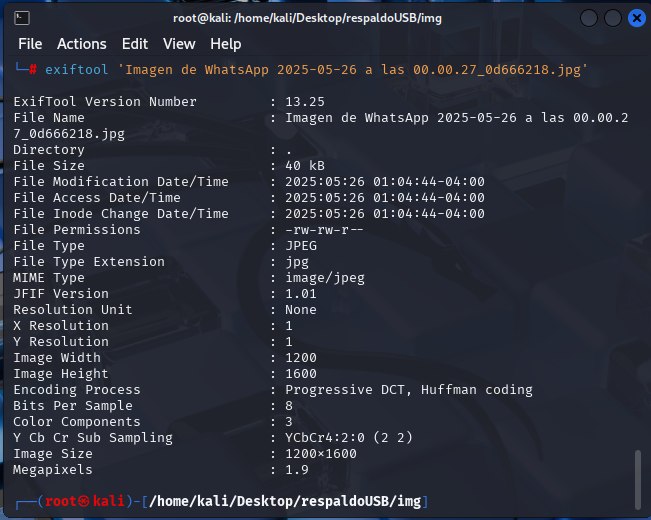 root@kali: /home/kali/Desktop/respaldoUSB/img
File Actions Edit View Help
└─# exiftool 'Imagen de WhatsApp 2025-05-26 a las 00.00.27_0d666218.jpg'
ExifTool Version Number : 13.25
File Name : Imagen de WhatsApp 2025-05-26 a las 00.00.2
7_0d666218.jpg
Directory : .
File Size : 40 kB
File Modification Date/Time : 2025:05:26 01:04:44-04:00
File Access Date/Time : 2025:05:26 01:04:44-04:00
File Inode Change Date/Time : 2025:05:26 01:04:44-04:00
File Permissions : -rw-rw-r--
File Type : JPEG
File Type Extension : jpg
MIME Type : image/jpeg
JFIF Version : 1.01
Resolution Unit : None
X Resolution : 1
Y Resolution : 1
Image Width : 1200
Image Height : 1600
Encoding Process : Progressive DCT, Huffman coding
Bits Per Sample : 8
Color Components : 3
Y Cb Cr Sub Sampling : YCbCr4:2:0 (2 2)
Image Size : 1200×1600
Megapixels : 1.9
┌──(root㉿kali)-[/home/kali/Desktop/respaldoUSB/img]